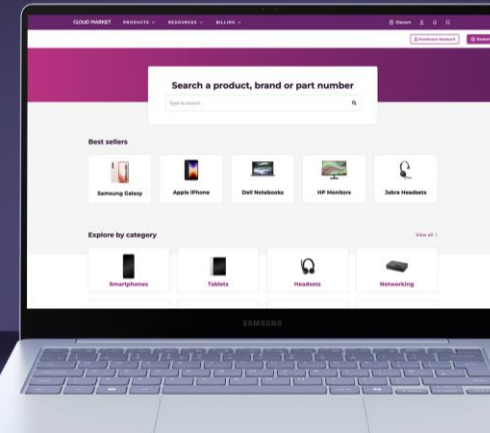 CLOUD MARKET PRODUCTS RESOURCES BILLING
Hardware Account Basket
Search a product, brand or part number
Type to search
Best sellers
Samsung Galaxy Apple iPhone Dell Notebooks HP Monitors Jabra Headsets
Explore by category View all
Smartphones Tablets Headsets Networking
SAMSUNG